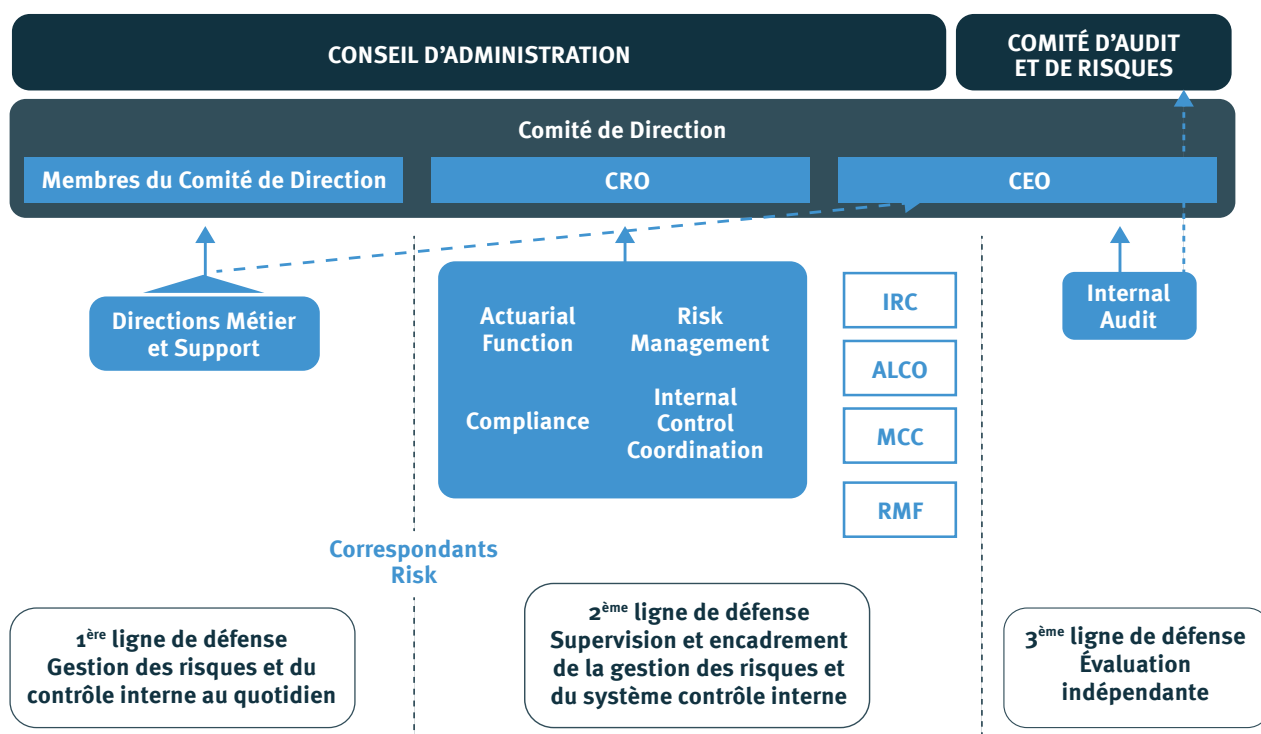 CONSEIL D'ADMINISTRATION
COMITÉ D'AUDIT
ET DE RISQUES
Comité de Direction
Membres du Comité de Direction
CRO
CEO
Directions Métier
et Support
Actuarial
Function
Risk
Management
Compliance
Internal
Control
Coordination
IRC
ALCO
MCC
RMF
Internal
Audit
Correspondants
Risk
1ère ligne de défense
Gestion des risques et du
contrôle interne au quotidien
2ème ligne de défense
Supervision et encadrement
de la gestion des risques et
du système contrôle interne
3ème ligne de défense
Évaluation
indépendante